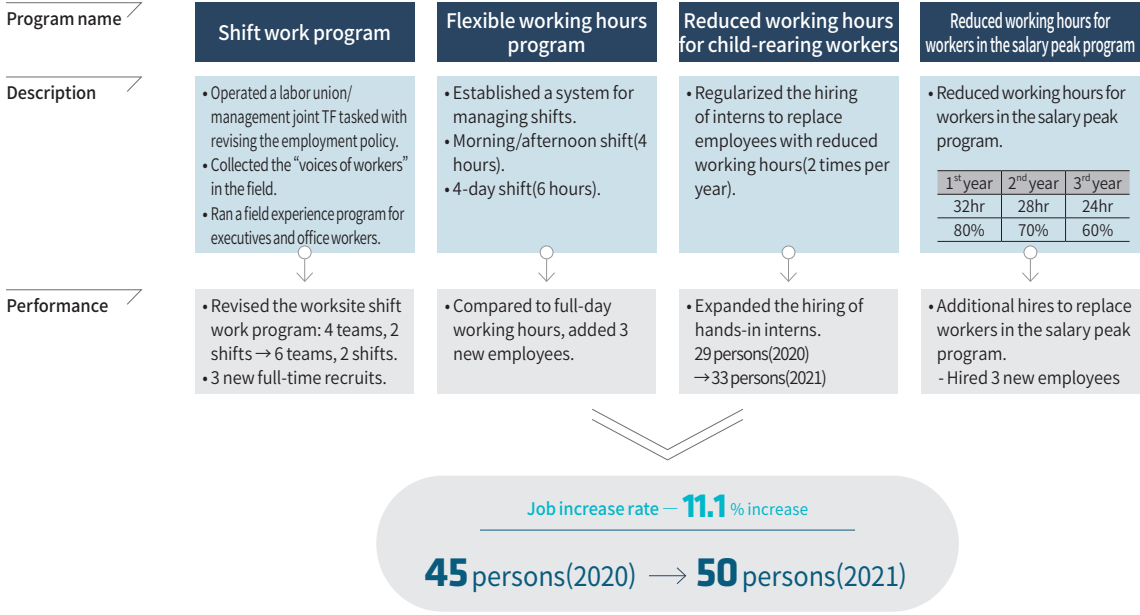 Program name
Shift work program
Flexible working hours
program
Reduced working hours
for child-rearing workers
Reduced working hours for
workers in the salary peak program
Description
• Operated a labor union/
management joint TF tasked with
revising the employment policy.
• Collected the “voices of workers”
in the field.
• Ran a field experience program for
executives and office workers.
• Established a system for
managing shifts.
• Morning/afternoon shift(4
hours).
• 4-day shift(6 hours).
• Regularized the hiring
of interns to replace
employees with reduced
working hours(2 times per
year).
• Reduced working hours for
workers in the salary peak
program.
1st year 2nd year 3rd year
32hr 28hr 24hr
80% 70% 60%
Performance
• Revised the worksite shift
work program: 4 teams, 2
shifts → 6 teams, 2 shifts.
• 3 new full-time recruits.
• Compared to full-day
working hours, added 3
new employees.
• Expanded the hiring of
hands-in interns.
29 persons(2020)
→33 persons(2021)
• Additional hires to replace
workers in the salary peak
program.
- Hired 3 new employees
Job increase rate — 11.1 % increase
45 persons(2020) → 50 persons(2021)